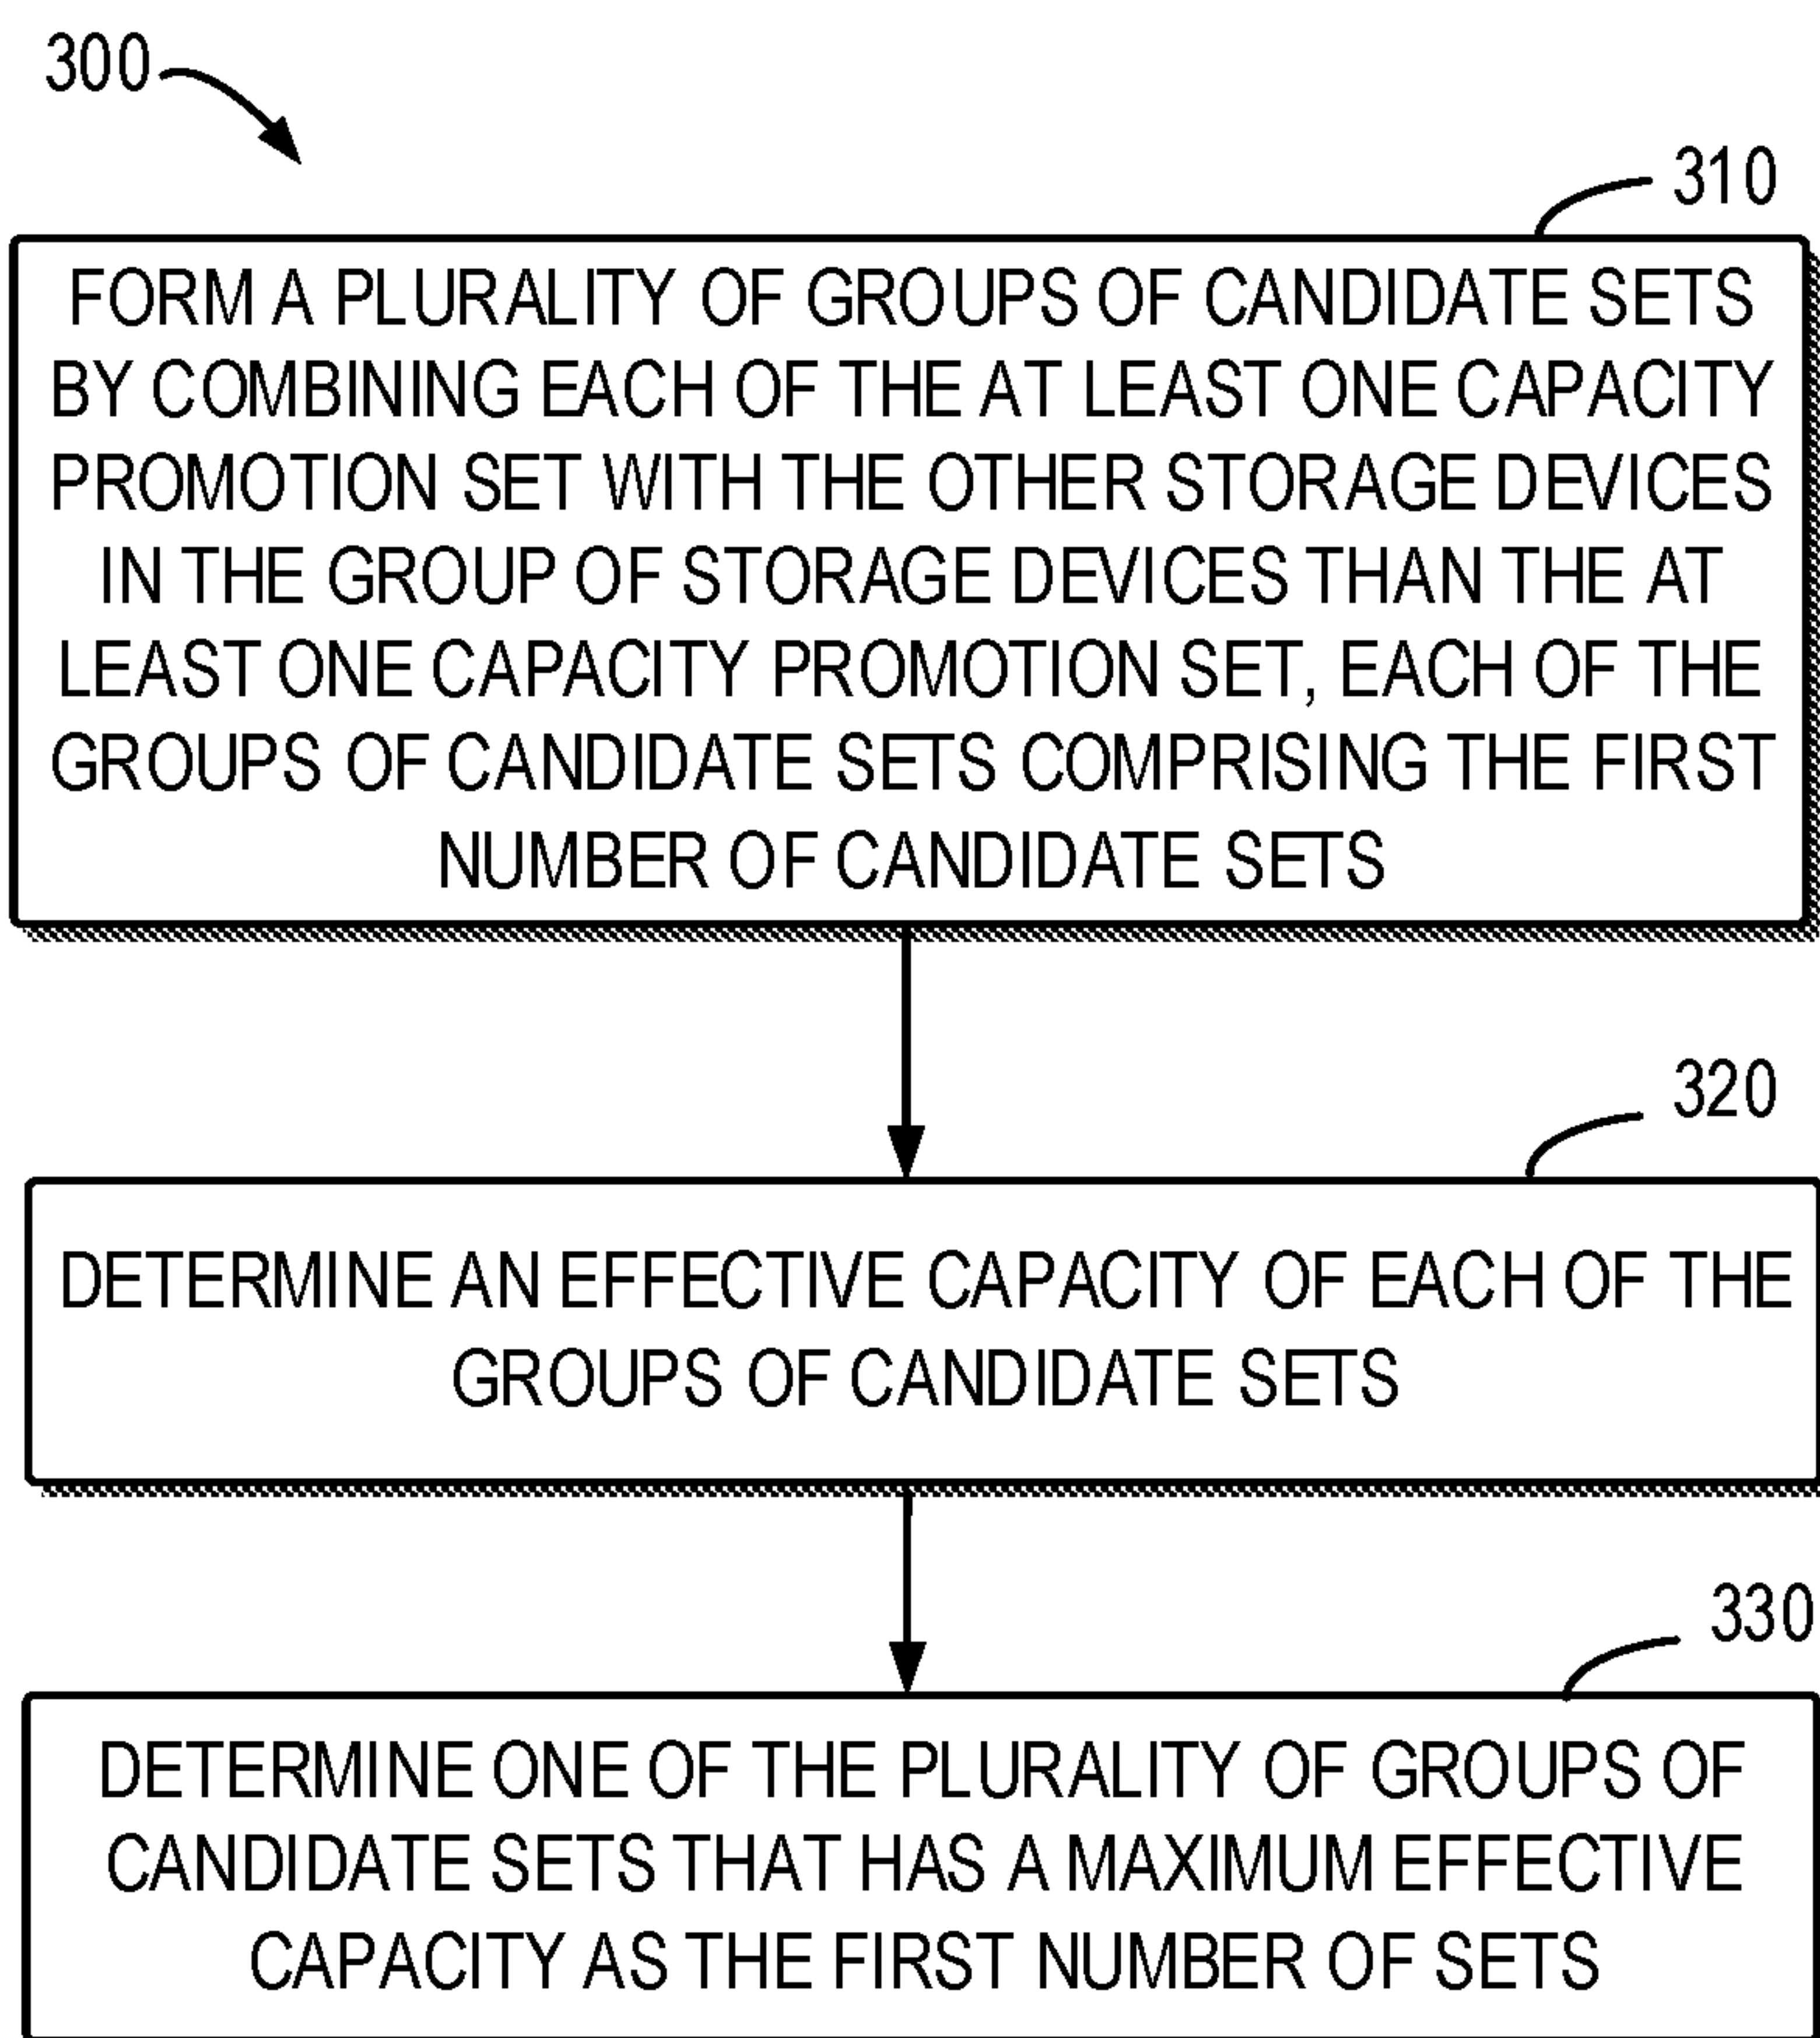 300
310
FORM A PLURALITY OF GROUPS OF CANDIDATE SETS
BY COMBINING EACH OF THE AT LEAST ONE CAPACITY
PROMOTION SET WITH THE OTHER STORAGE DEVICES
IN THE GROUP OF STORAGE DEVICES THAN THE AT
LEAST ONE CAPACITY PROMOTION SET, EACH OF THE
GROUPS OF CANDIDATE SETS COMPRISING THE FIRST
NUMBER OF CANDIDATE SETS
320
DETERMINE AN EFFECTIVE CAPACITY OF EACH OF THE
GROUPS OF CANDIDATE SETS
330
DETERMINE ONE OF THE PLURALITY OF GROUPS OF
CANDIDATE SETS THAT HAS A MAXIMUM EFFECTIVE
CAPACITY AS THE FIRST NUMBER OF SETS